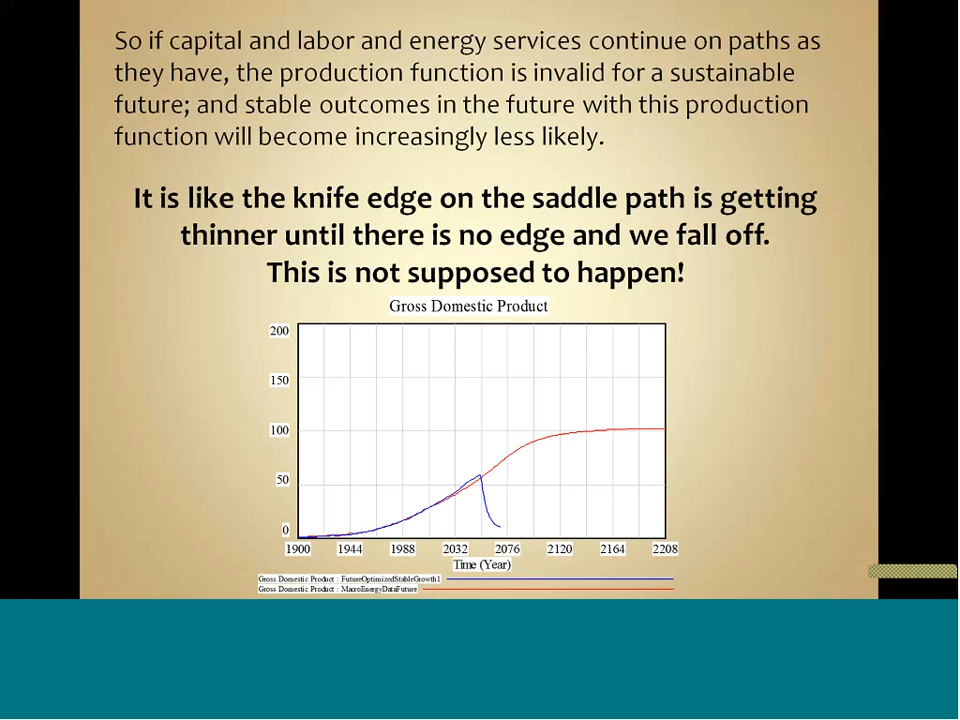 So if capital and labor and energy services continue on paths as
they have, the production function is invalid for a sustainable
future; and stable outcomes in the future with this production
function will become increasingly less likely.
It is like the knife edge on the saddle path is getting
thinner until there is no edge and we fall off.
This is not supposed to happen!
Gross Domestic Product
200
150
100
50
0
1900 1944 1988 2032 2076 2120 2164 2208
Time (Year)
Gross Domestic Product : FutureOptimizedStableGrowth1
Gross Domestic Product : MacroEnergyDataFuture